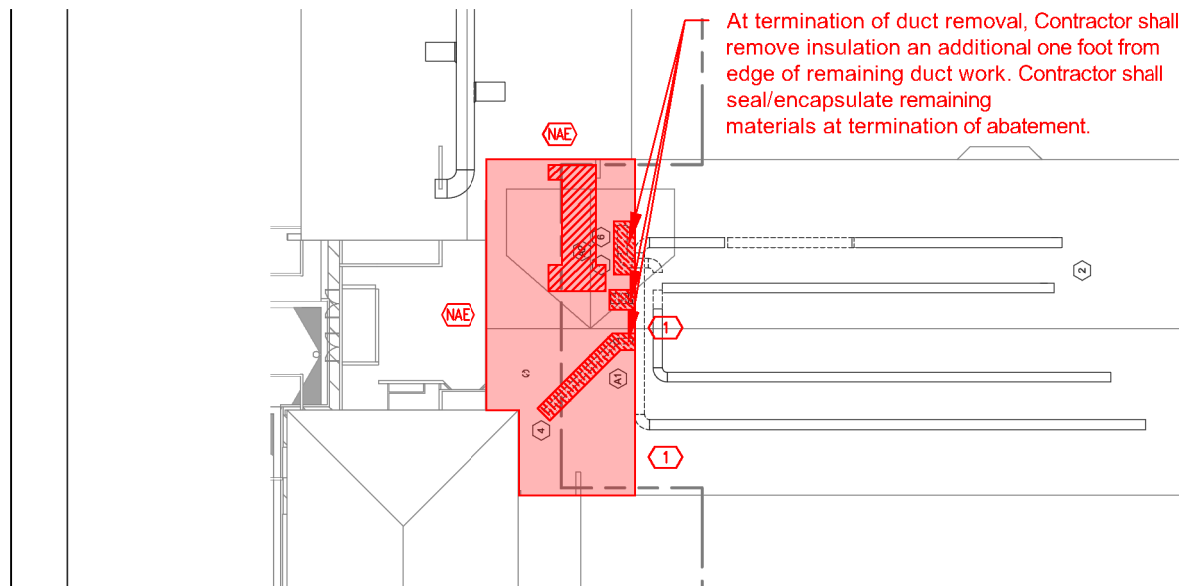 At termination of duct removal, Contractor shall
remove insulation an additional one foot from
edge of remaining duct work. Contractor shall
seal/encapsulate remaining
materials at termination of abatement.
NAE
6
2
NAE
1
A1
4
1